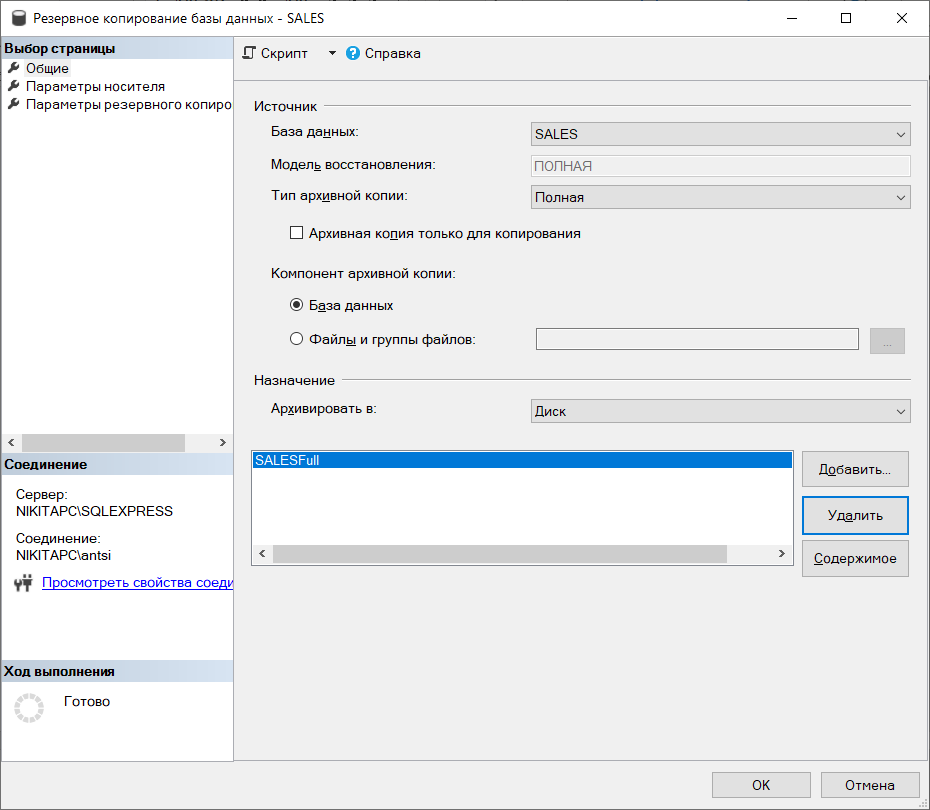 Резервное копирование базы данных - SALES
Выбор страницы
Общие
Параметры носителя
Параметры резервного копиро
Скрипт
Справка
Источник
База данных:
SALES
Модель восстановления:
ПОЛНАЯ
Тип архивной копии:
Полная
Архивная копия только для копирования
Компонент архивной копии:
База данных
Файлы и группы файлов:
...
Назначение
Архивировать в:
Диск
SALESFull
Добавить...
Удалить
Содержимое
Соединение
Сервер:
NIKITAPC\SQLEXPRESS
Соединение:
NIKITAPC\antsi
Просмотреть свойства соеди
Ход выполнения
Готово
OK
Отмена